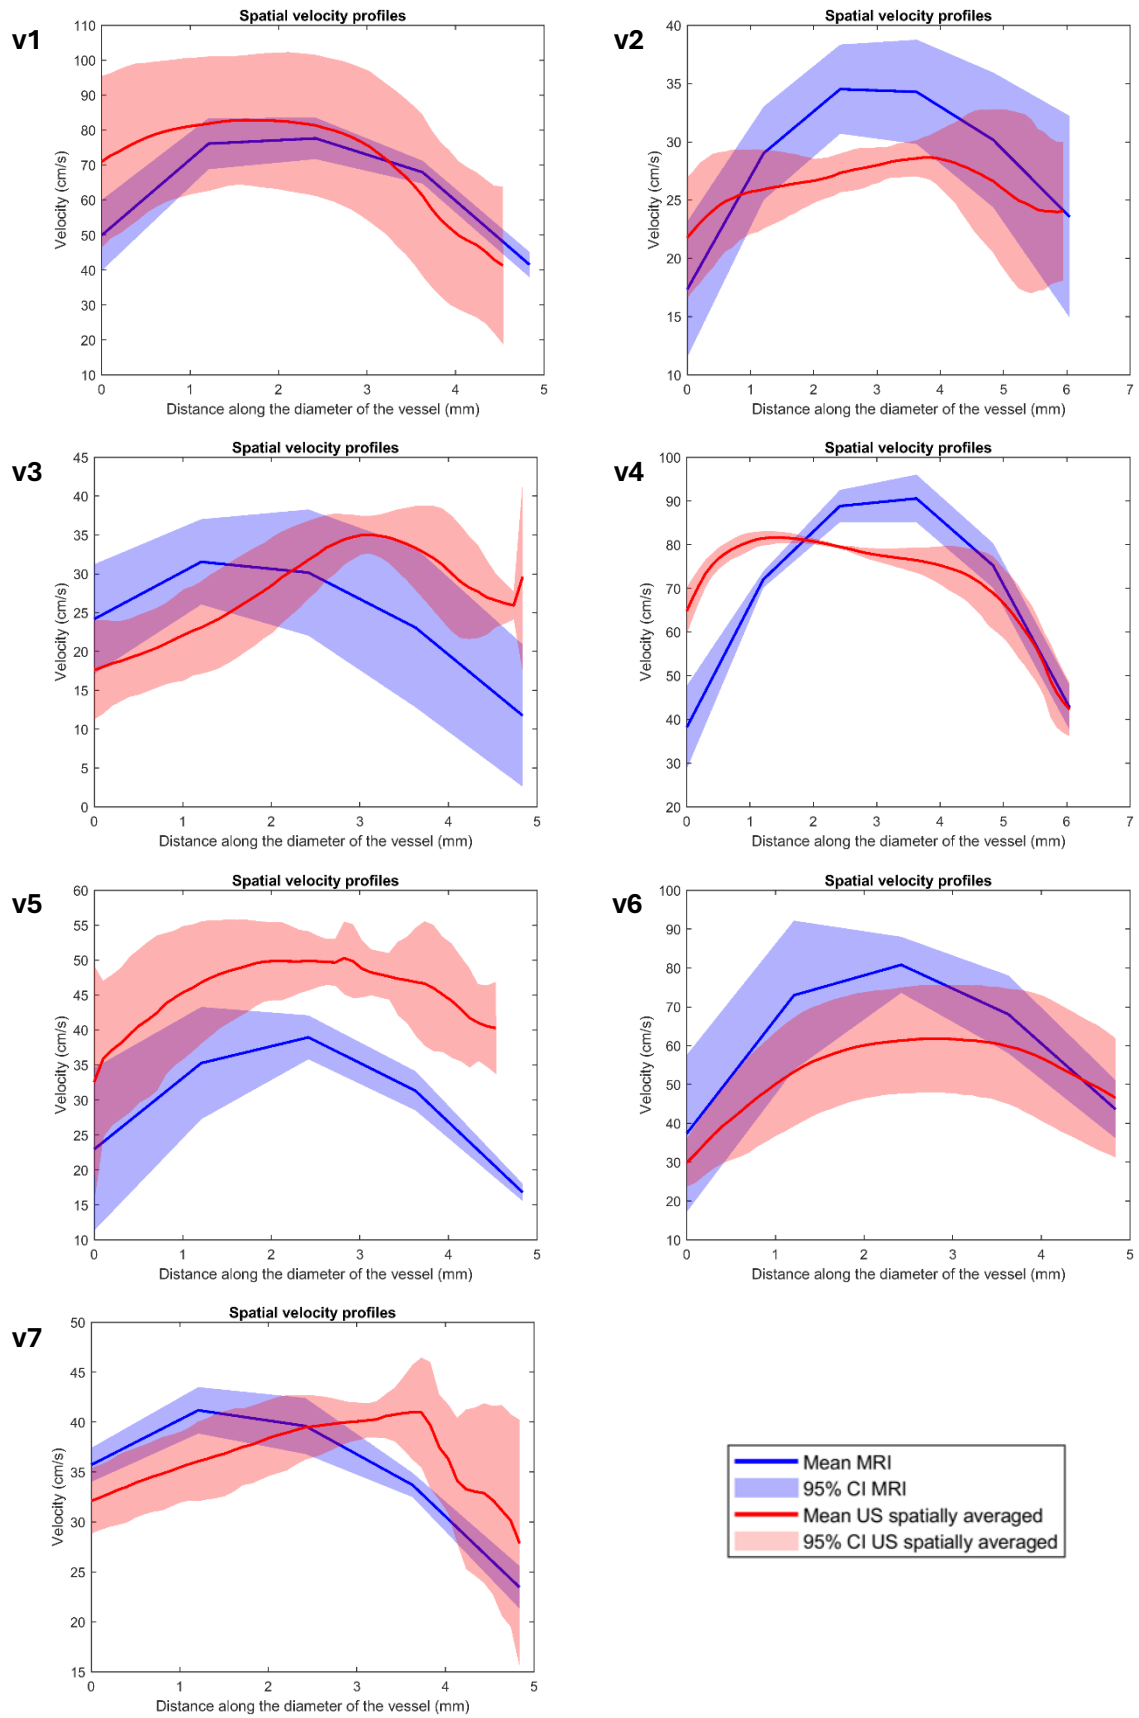 v1
Spatial velocity profiles
110
100
90
80
70
60
50
40
30
20
10
Velocity (cm/s)
0 1 2 3 4 5
Distance along the diameter of the vessel (mm)
v2
Spatial velocity profiles
40
35
30
25
20
15
10
Velocity (cm/s)
0 1 2 3 4 5 6 7
Distance along the diameter of the vessel (mm)
v3
Spatial velocity profiles
45
40
35
30
25
20
15
10
5
0
Velocity (cm/s)
0 1 2 3 4 5
Distance along the diameter of the vessel (mm)
v4
Spatial velocity profiles
100
90
80
70
60
50
40
30
20
Velocity (cm/s)
0 1 2 3 4 5 6 7
Distance along the diameter of the vessel (mm)
v5
Spatial velocity profiles
60
55
50
45
40
35
30
25
20
15
10
Velocity (cm/s)
0 1 2 3 4 5
Distance along the diameter of the vessel (mm)
v6
Spatial velocity profiles
100
90
80
70
60
50
40
30
20
10
Velocity (cm/s)
0 1 2 3 4 5
Distance along the diameter of the vessel (mm)
v7
Spatial velocity profiles
50
45
40
35
30
25
20
15
Velocity (cm/s)
0 1 2 3 4 5
Distance along the diameter of the vessel (mm)
Mean MRI
95% CI MRI
Mean US spatially averaged
95% CI US spatially averaged